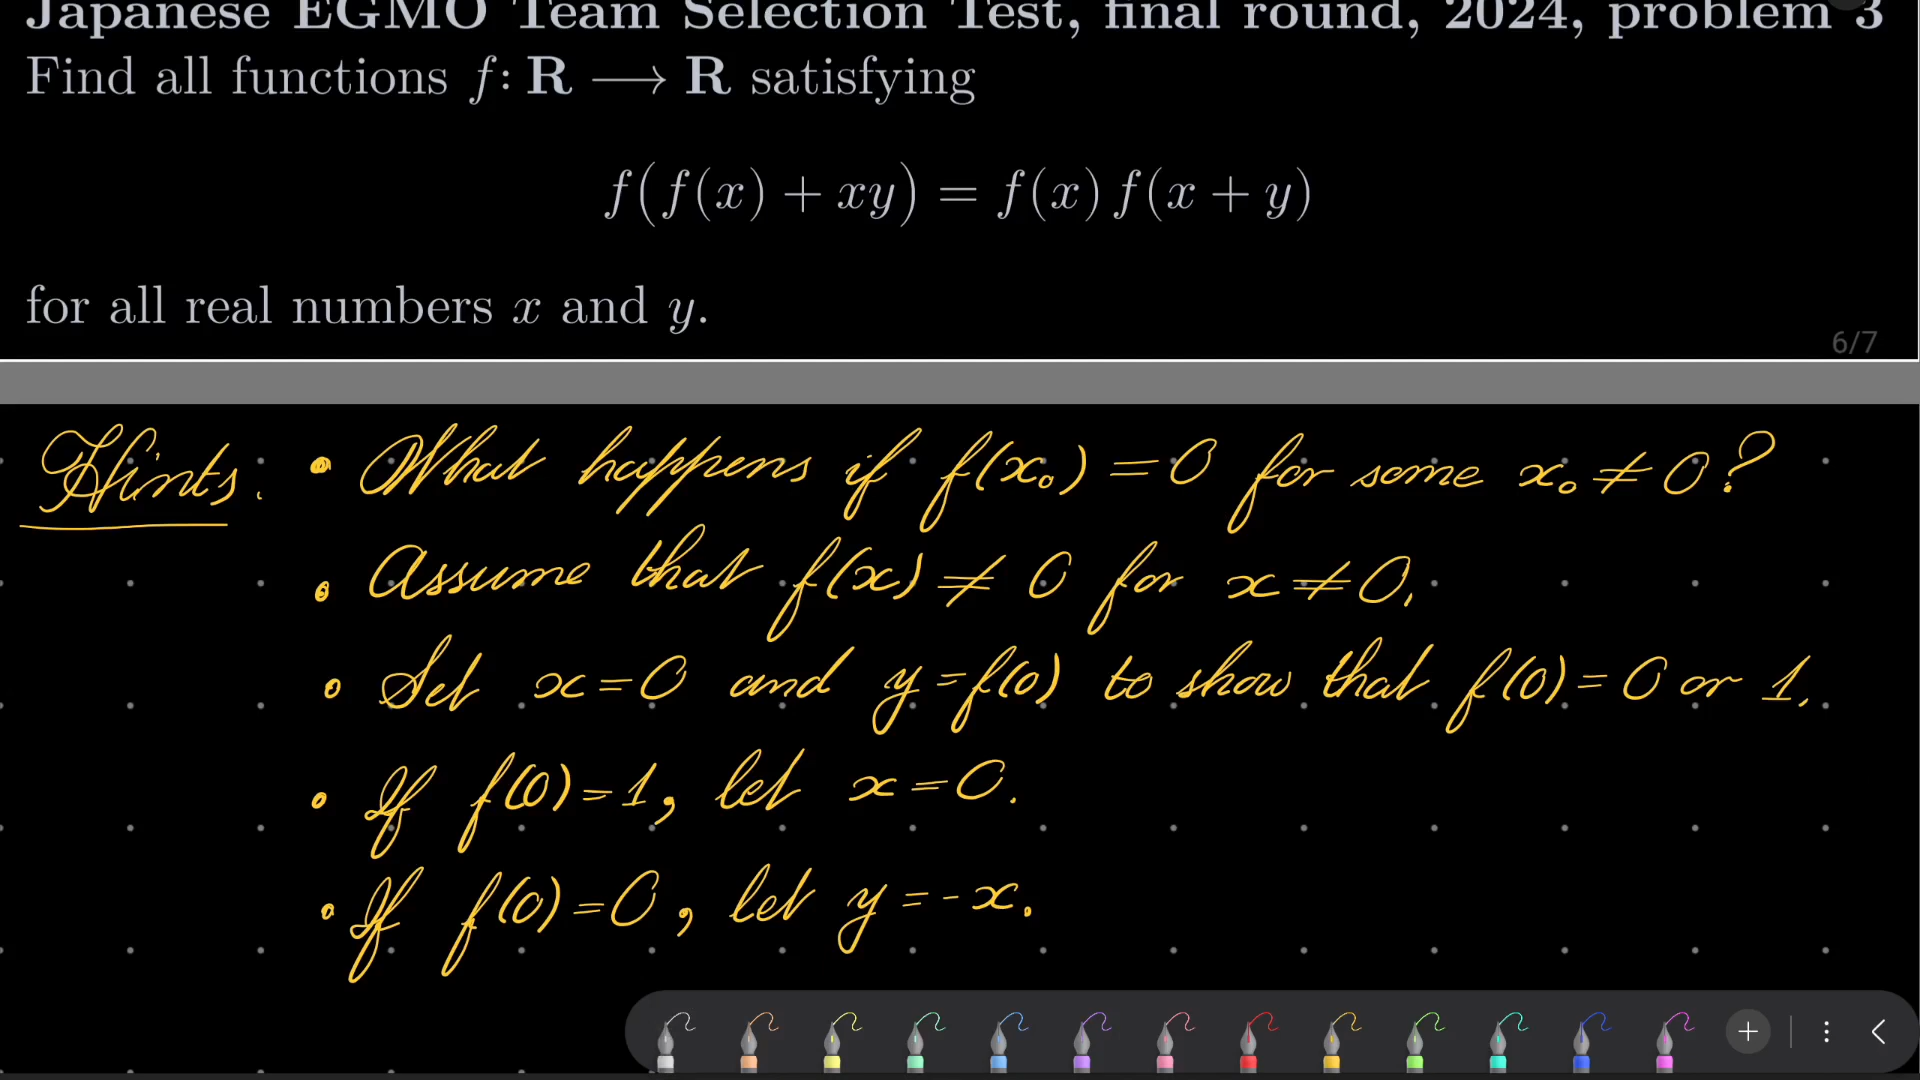 Japanese EGMO Team Selection Test, final round, 2024, problem 3
Find all functions f: R ⟶ R satisfying
f(f(x) + xy) = f(x) f(x + y)
for all real numbers x and y.
6/7
Hints: • What happens if f(x₀) = 0 for some x₀ ≠ 0?
• Assume that f(x) ≠ 0 for x ≠ 0.
• Set x = 0 and y = f(0) to show that f(0) = 0 or 1.
• If f(0) = 1, let x = 0.
• If f(0) = 0, let y = -x.